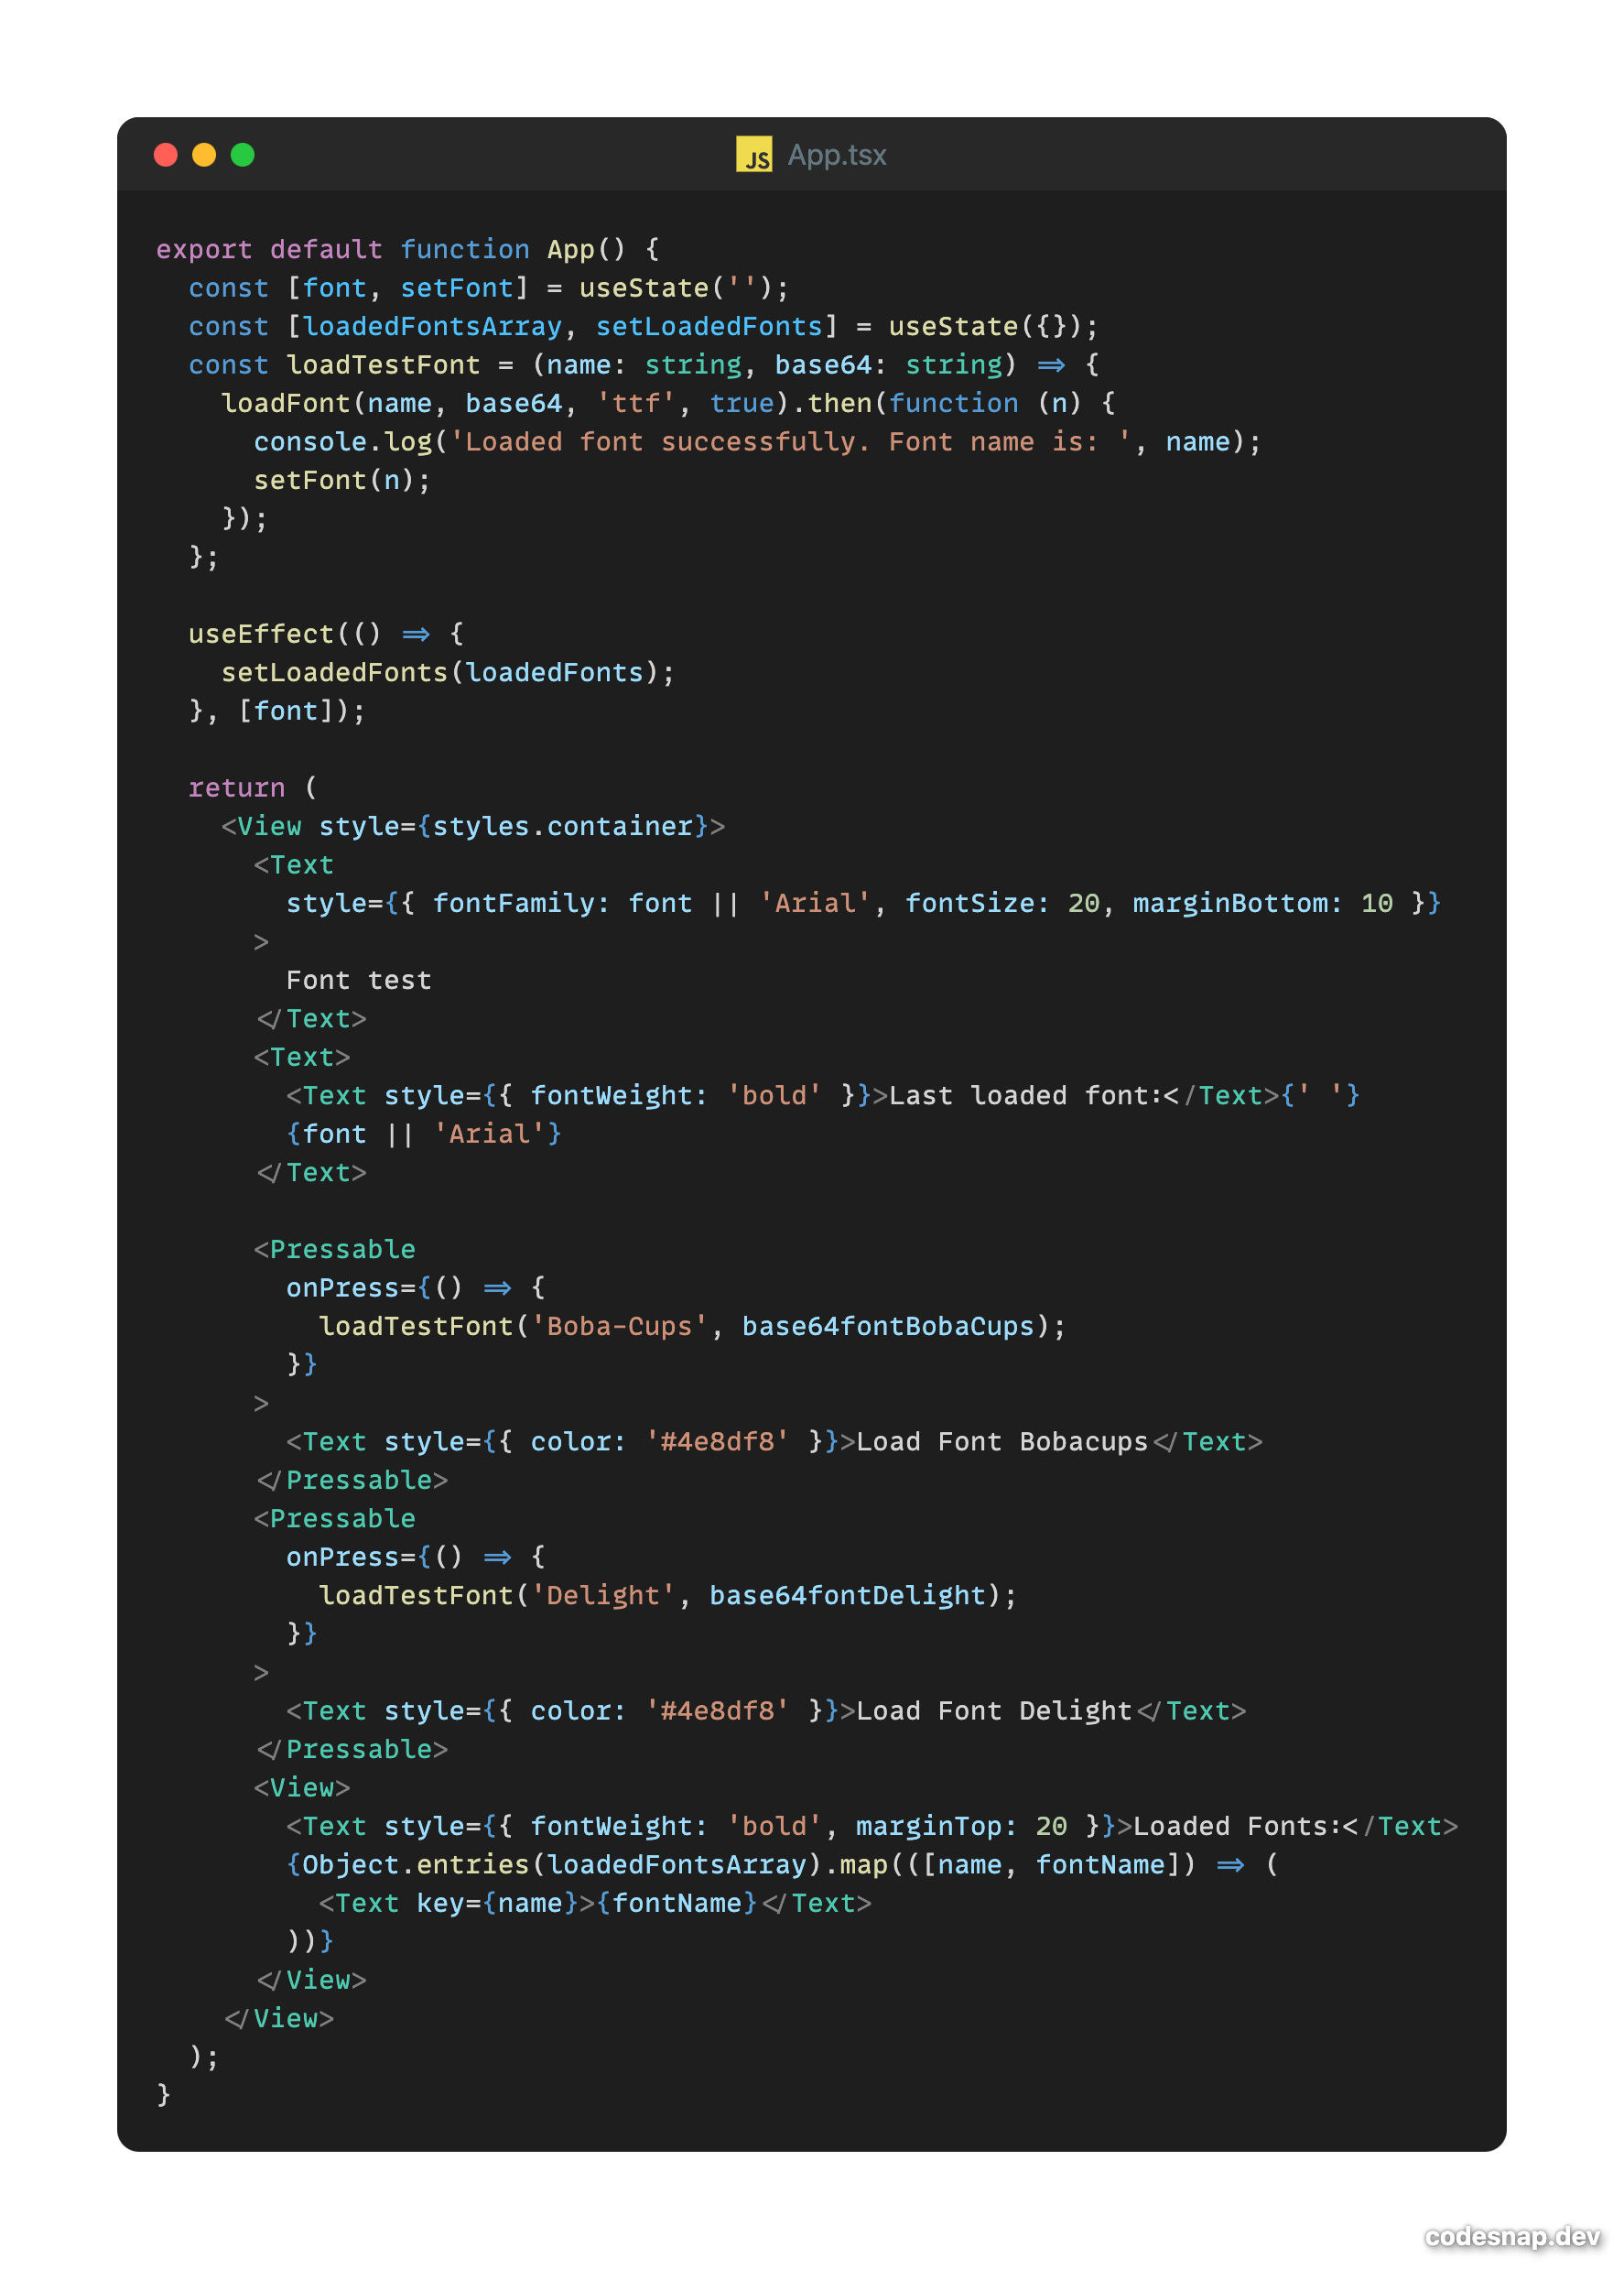 JS App.tsx
export default function App() {
  const [font, setFont] = useState('');
  const [loadedFontsArray, setLoadedFonts] = useState({});
  const loadTestFont = (name: string, base64: string) => {
    loadFont(name, base64, 'ttf', true).then(function (n) {
      console.log('Loaded font successfully. Font name is: ', name);
      setFont(n);
    });
  };

  useEffect(() => {
    setLoadedFonts(loadedFonts);
  }, [font]);

  return (
    <View style={styles.container}>
      <Text
        style={{ fontFamily: font || 'Arial', fontSize: 20, marginBottom: 10 }}
      >
        Font test
      </Text>
      <Text>
        <Text style={{ fontWeight: 'bold' }}>Last loaded font:</Text>{' '}
        {font || 'Arial'}
      </Text>

      <Pressable
        onPress={() => {
          loadTestFont('Boba-Cups', base64fontBobaCups);
        }}
      >
        <Text style={{ color: '#4e8df8' }}>Load Font Bobacups</Text>
      </Pressable>
      <Pressable
        onPress={() => {
          loadTestFont('Delight', base64fontDelight);
        }}
      >
        <Text style={{ color: '#4e8df8' }}>Load Font Delight</Text>
      </Pressable>
      <View>
        <Text style={{ fontWeight: 'bold', marginTop: 20 }}>Loaded Fonts:</Text>
        {Object.entries(loadedFontsArray).map(([name, fontName]) => (
          <Text key={name}>{fontName}</Text>
        ))}
      </View>
    </View>
  );
}
codesnap.dev